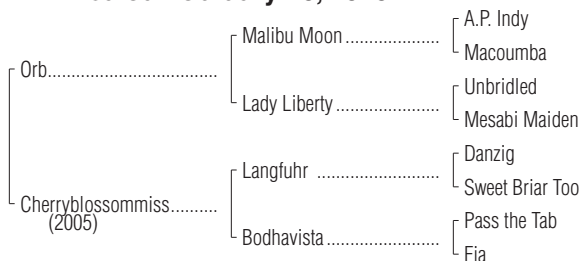 A.P. Indy
Malibu Moon
Macoumba
Orb
Unbridled
Lady Liberty
Mesabi Maiden
Danzig
Langfuhr
Sweet Briar Too
Cherryblossommiss
(2005)
Pass the Tab
Bodhavista
Fia